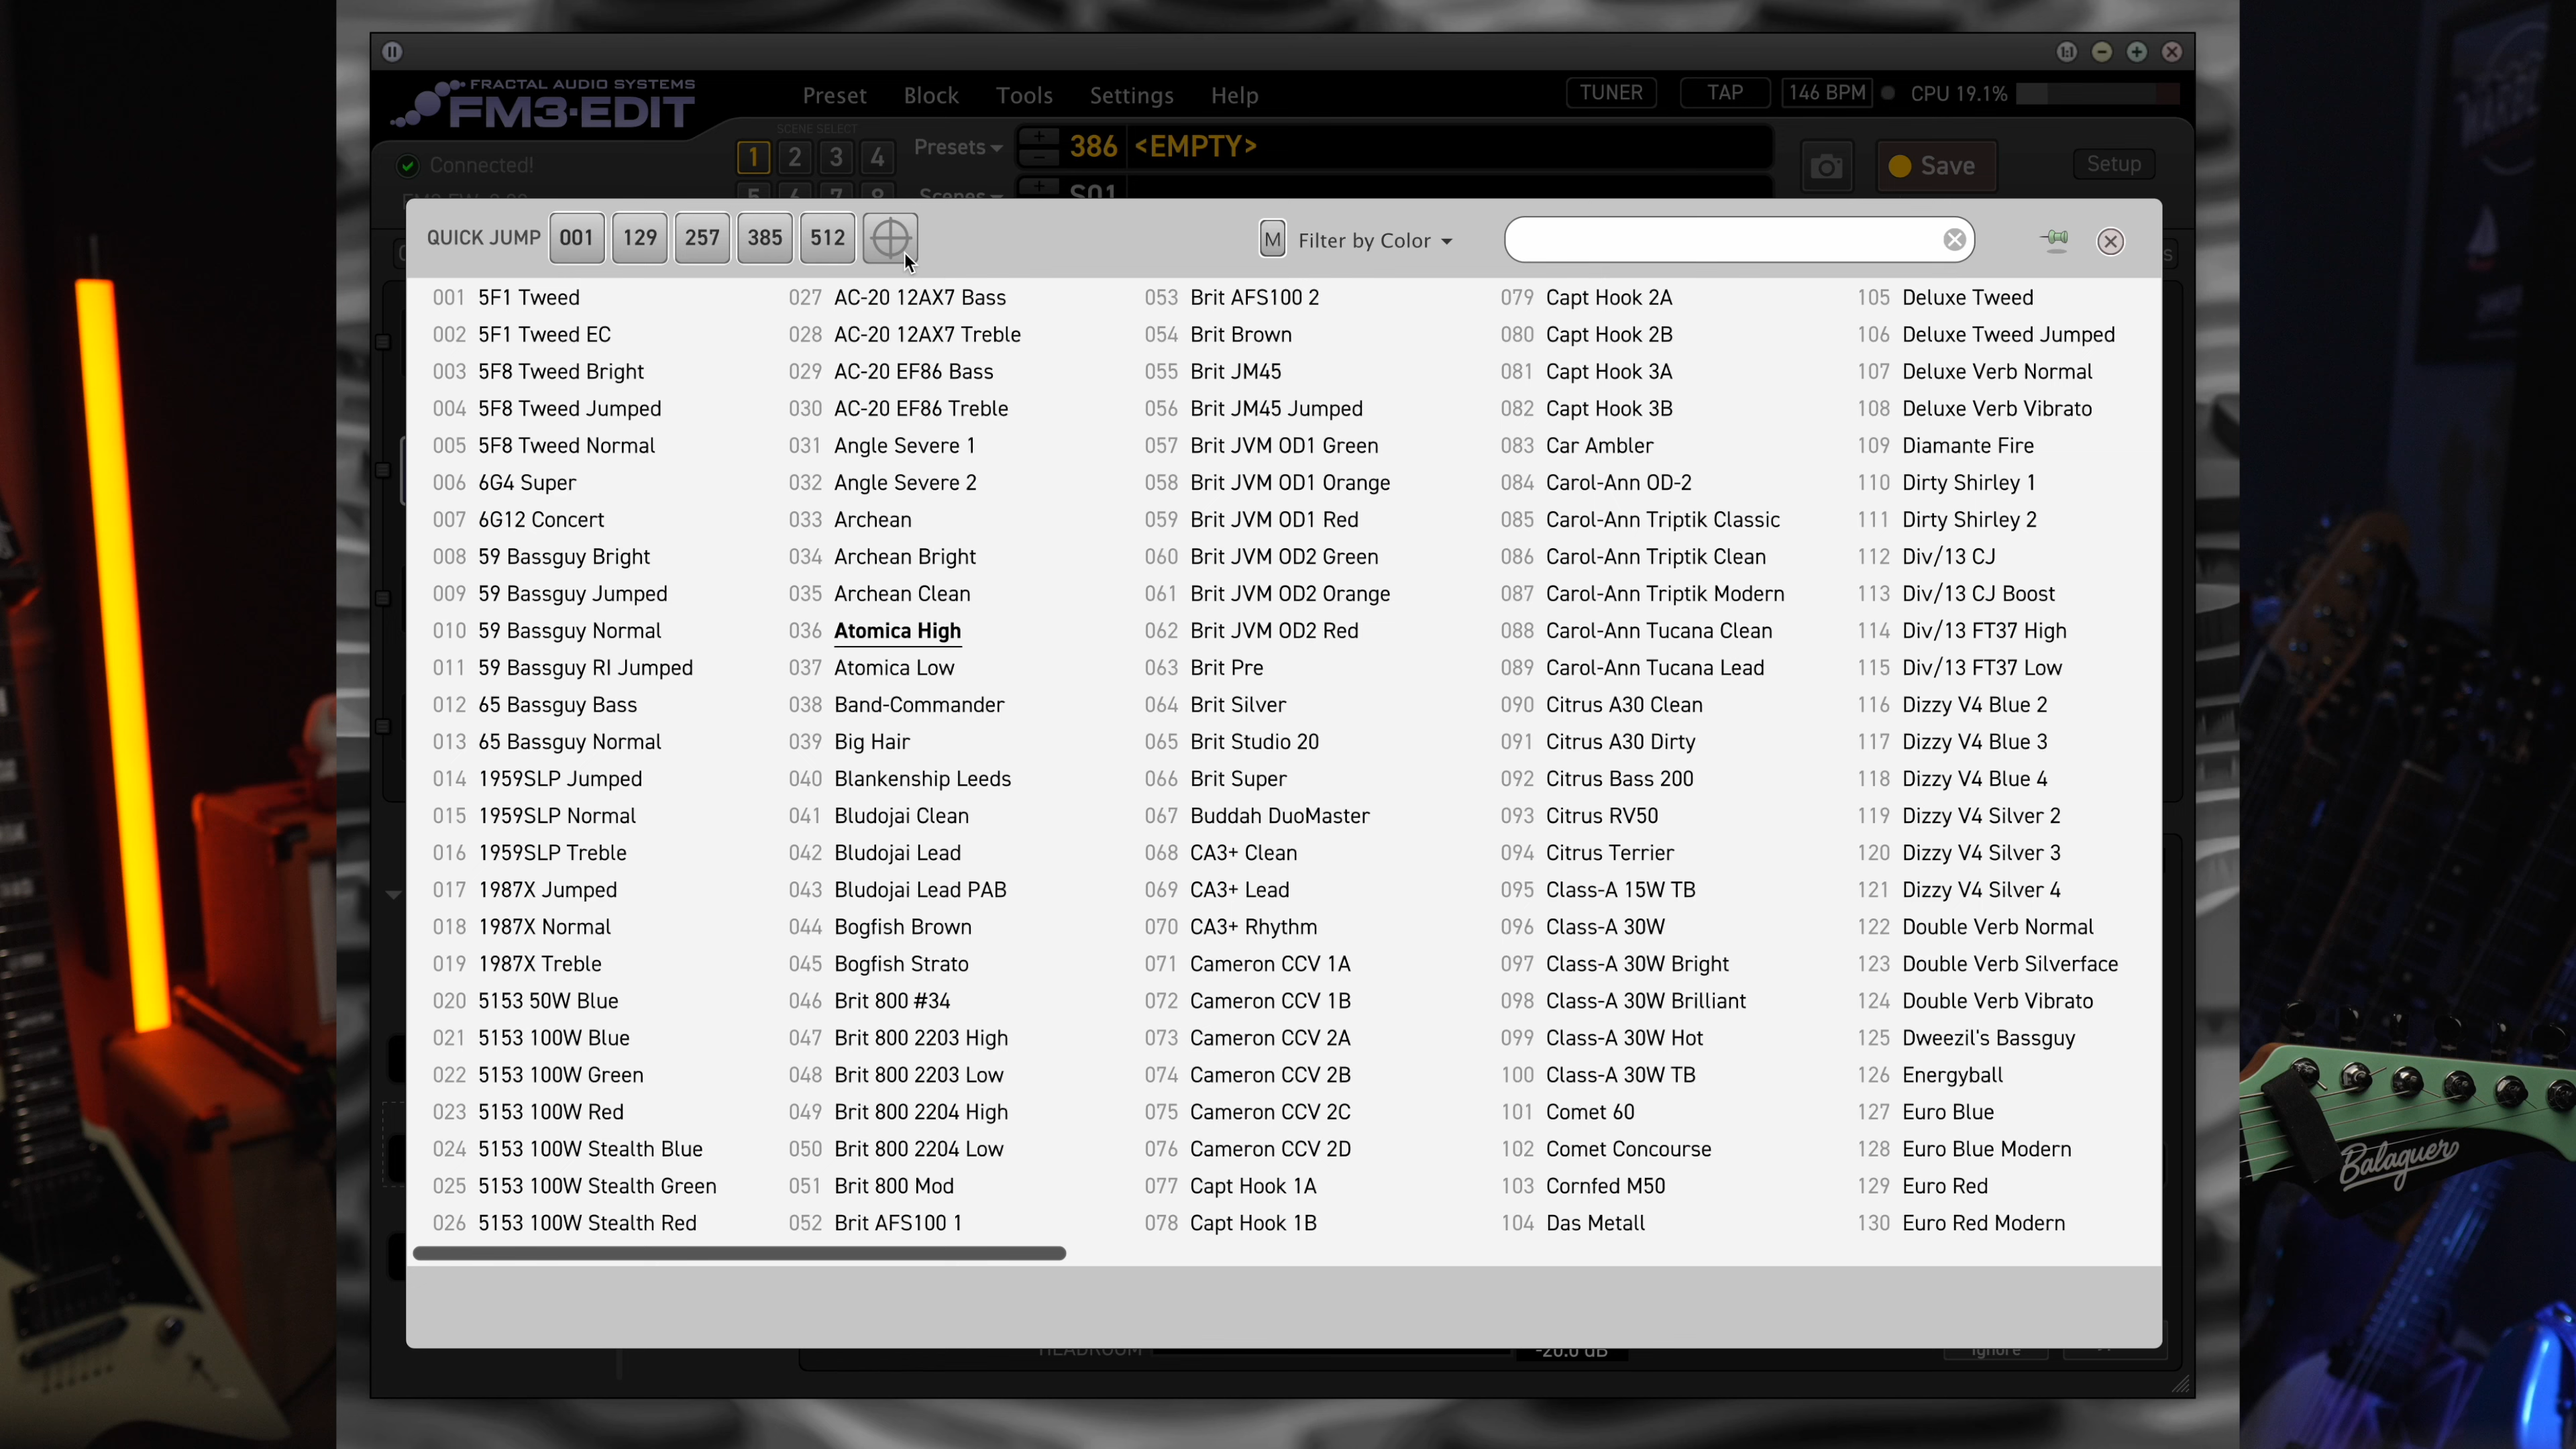 FRACTAL AUDIO SYSTEMS
FM3·EDIT
Preset Block Tools Settings Help
TUNER TAP 146 BPM CPU 19.1%
SCENE SELECT
1 2 3 4
Presets + − 386 <EMPTY>
Save Setup
Connected!
5 6 7 8
Scenes + S01
QUICK JUMP 001 129 257 385 512
M Filter by Color
001 5F1 Tweed
002 5F1 Tweed EC
003 5F8 Tweed Bright
004 5F8 Tweed Jumped
005 5F8 Tweed Normal
006 6G4 Super
007 6G12 Concert
008 59 Bassguy Bright
009 59 Bassguy Jumped
010 59 Bassguy Normal
011 59 Bassguy RI Jumped
012 65 Bassguy Bass
013 65 Bassguy Normal
014 1959SLP Jumped
015 1959SLP Normal
016 1959SLP Treble
017 1987X Jumped
018 1987X Normal
019 1987X Treble
020 5153 50W Blue
021 5153 100W Blue
022 5153 100W Green
023 5153 100W Red
024 5153 100W Stealth Blue
025 5153 100W Stealth Green
026 5153 100W Stealth Red
027 AC-20 12AX7 Bass
028 AC-20 12AX7 Treble
029 AC-20 EF86 Bass
030 AC-20 EF86 Treble
031 Angle Severe 1
032 Angle Severe 2
033 Archean
034 Archean Bright
035 Archean Clean
036 Atomica High
037 Atomica Low
038 Band-Commander
039 Big Hair
040 Blankenship Leeds
041 Bludojai Clean
042 Bludojai Lead
043 Bludojai Lead PAB
044 Bogfish Brown
045 Bogfish Strato
046 Brit 800 #34
047 Brit 800 2203 High
048 Brit 800 2203 Low
049 Brit 800 2204 High
050 Brit 800 2204 Low
051 Brit 800 Mod
052 Brit AFS100 1
053 Brit AFS100 2
054 Brit Brown
055 Brit JM45
056 Brit JM45 Jumped
057 Brit JVM OD1 Green
058 Brit JVM OD1 Orange
059 Brit JVM OD1 Red
060 Brit JVM OD2 Green
061 Brit JVM OD2 Orange
062 Brit JVM OD2 Red
063 Brit Pre
064 Brit Silver
065 Brit Studio 20
066 Brit Super
067 Buddah DuoMaster
068 CA3+ Clean
069 CA3+ Lead
070 CA3+ Rhythm
071 Cameron CCV 1A
072 Cameron CCV 1B
073 Cameron CCV 2A
074 Cameron CCV 2B
075 Cameron CCV 2C
076 Cameron CCV 2D
077 Capt Hook 1A
078 Capt Hook 1B
079 Capt Hook 2A
080 Capt Hook 2B
081 Capt Hook 3A
082 Capt Hook 3B
083 Car Ambler
084 Carol-Ann OD-2
085 Carol-Ann Triptik Classic
086 Carol-Ann Triptik Clean
087 Carol-Ann Triptik Modern
088 Carol-Ann Tucana Clean
089 Carol-Ann Tucana Lead
090 Citrus A30 Clean
091 Citrus A30 Dirty
092 Citrus Bass 200
093 Citrus RV50
094 Citrus Terrier
095 Class-A 15W TB
096 Class-A 30W
097 Class-A 30W Bright
098 Class-A 30W Brilliant
099 Class-A 30W Hot
100 Class-A 30W TB
101 Comet 60
102 Comet Concourse
103 Cornfed M50
104 Das Metall
105 Deluxe Tweed
106 Deluxe Tweed Jumped
107 Deluxe Verb Normal
108 Deluxe Verb Vibrato
109 Diamante Fire
110 Dirty Shirley 1
111 Dirty Shirley 2
112 Div/13 CJ
113 Div/13 CJ Boost
114 Div/13 FT37 High
115 Div/13 FT37 Low
116 Dizzy V4 Blue 2
117 Dizzy V4 Blue 3
118 Dizzy V4 Blue 4
119 Dizzy V4 Silver 2
120 Dizzy V4 Silver 3
121 Dizzy V4 Silver 4
122 Double Verb Normal
123 Double Verb Silverface
124 Double Verb Vibrato
125 Dweezil's Bassguy
126 Energyball
127 Euro Blue
128 Euro Blue Modern
129 Euro Red
130 Euro Red Modern
HEADROOM -20.0 dB Ignore
Balaguer